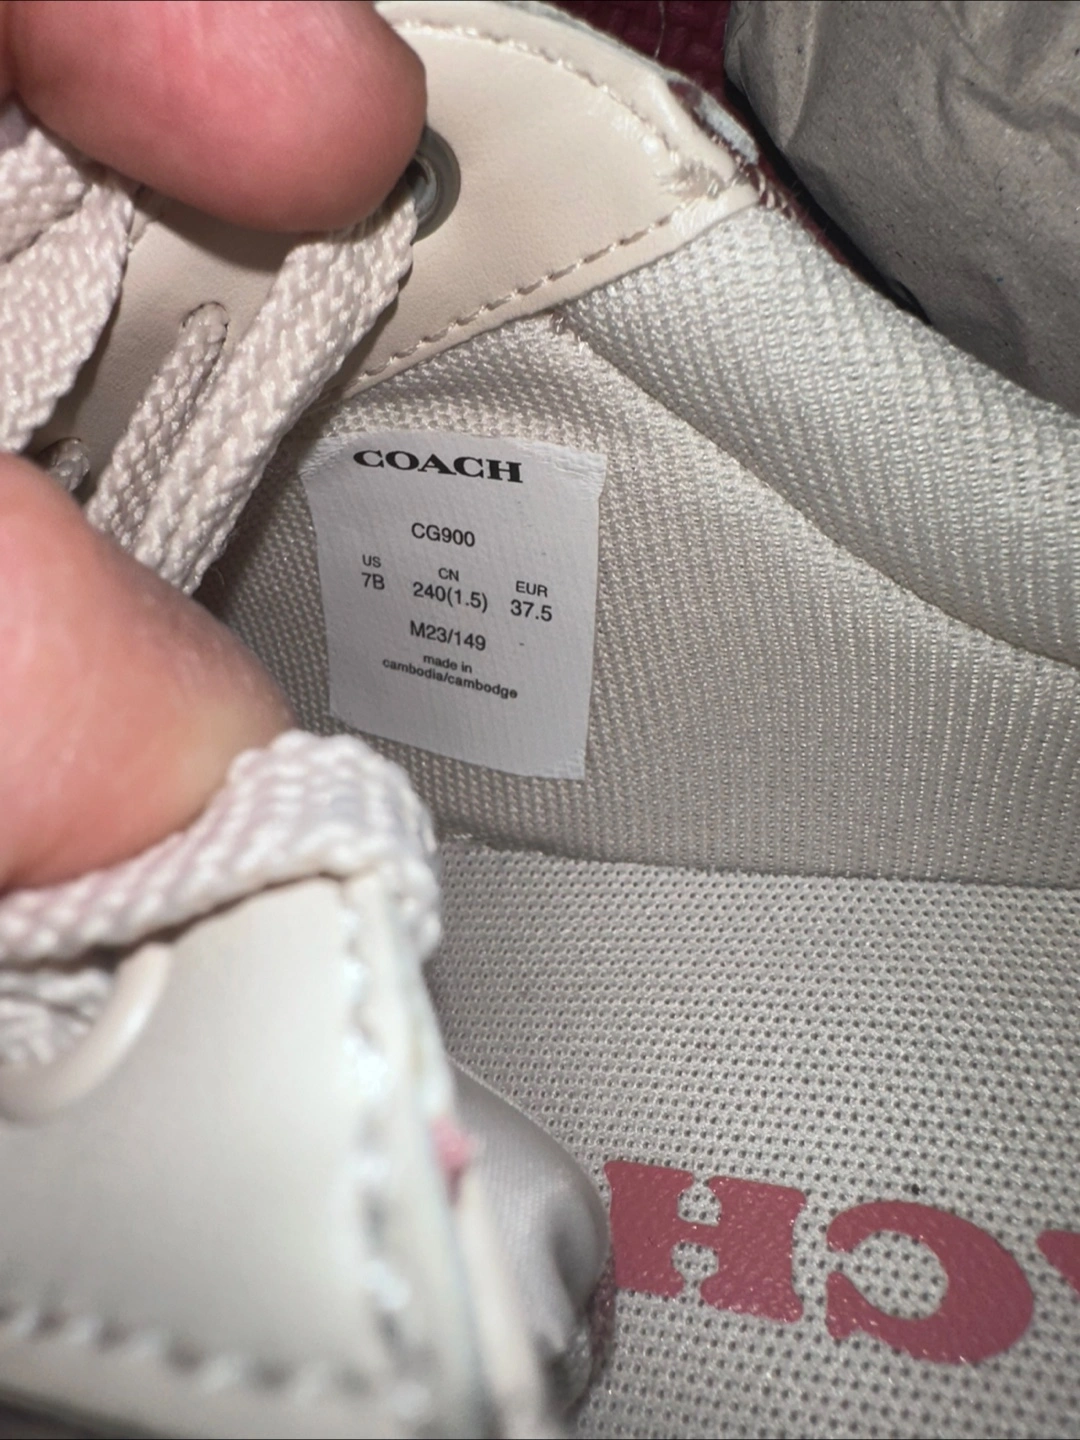 COACH
CG900
US CN EUR
7B 240(1.5) 37.5
M23/149 -
made in
cambodia/cambodge
CH